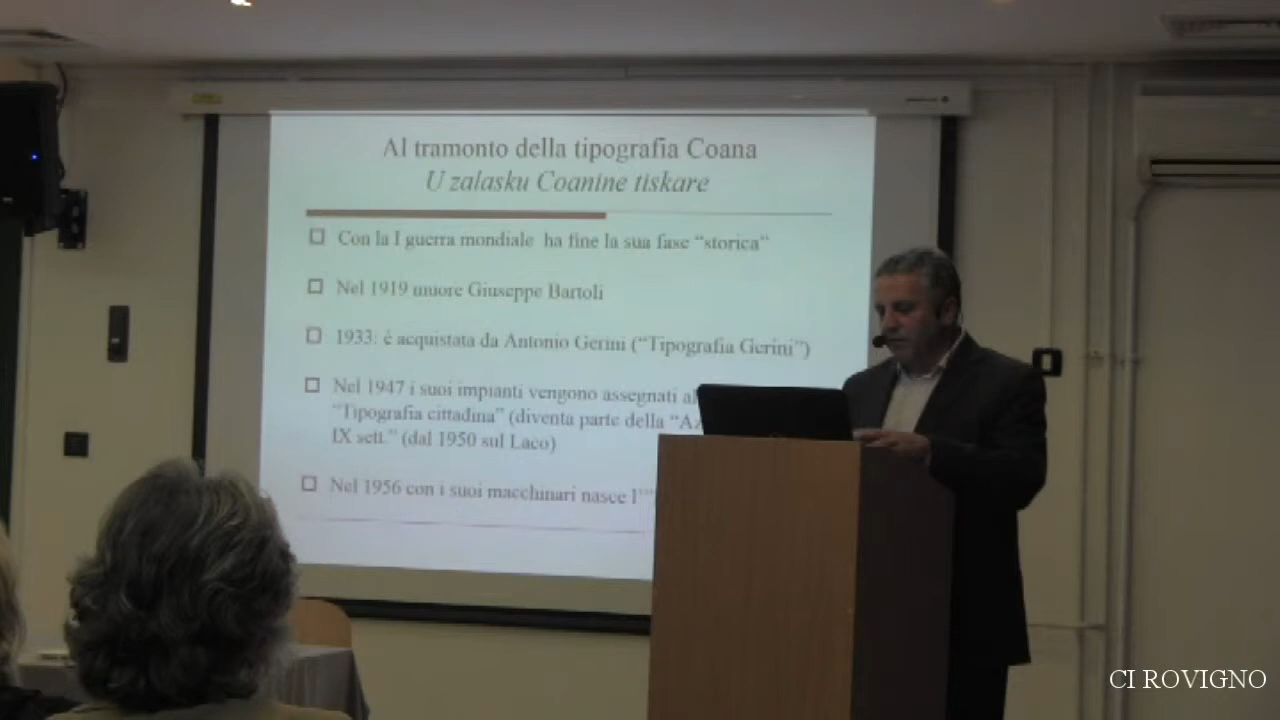 Al tramonto della tipografia Coana
U zalasku Coanine tiskare
Con la I guerra mondiale ha fine la sua fase “storica”
Nel 1919 muore Giuseppe Bartoli
1933: è acquistata da Antonio Gerini (“Tipografia Gerini”)
Nel 1947 i suoi impianti vengono assegnati al
“Tipografia cittadina” (diventa parte della “Az
IX sett.” (dal 1950 sul Laco)
Nel 1956 con i suoi macchinari nasce l’“
CI ROVIGNO